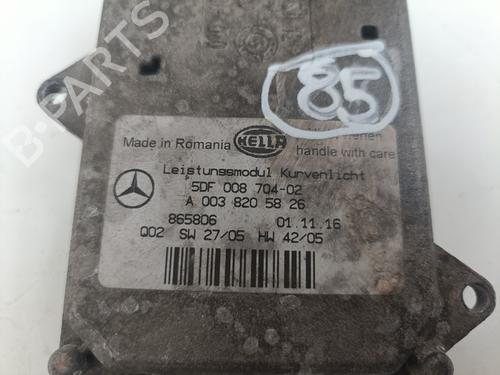 85
Made in Romania HELLA handle with care
Leistungsmodul Kurvenlicht
5DF 008 704-02
A 003 820 58 26
865806 01.11.16
Q02 SW 27/05 HW 42/05
B-PARTS